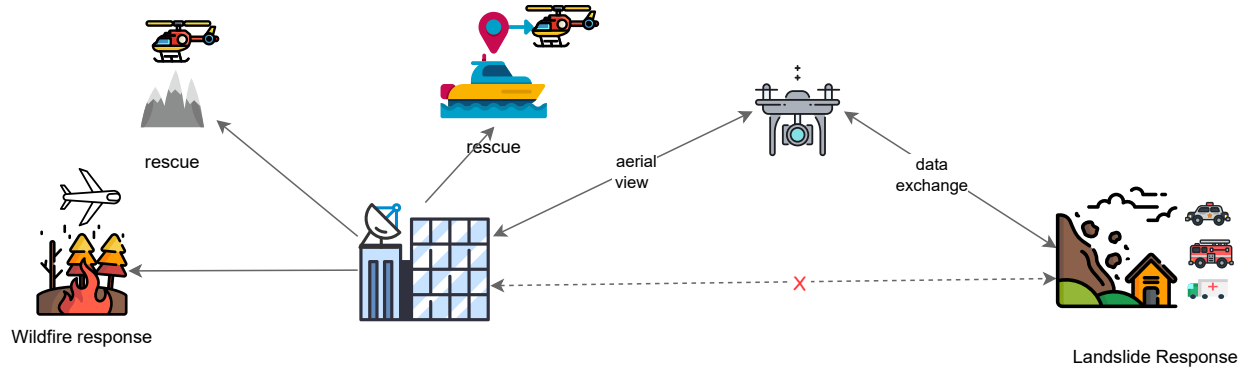 rescue
rescue
aerial
view
data
exchange
X
Wildfire response
Landslide Response